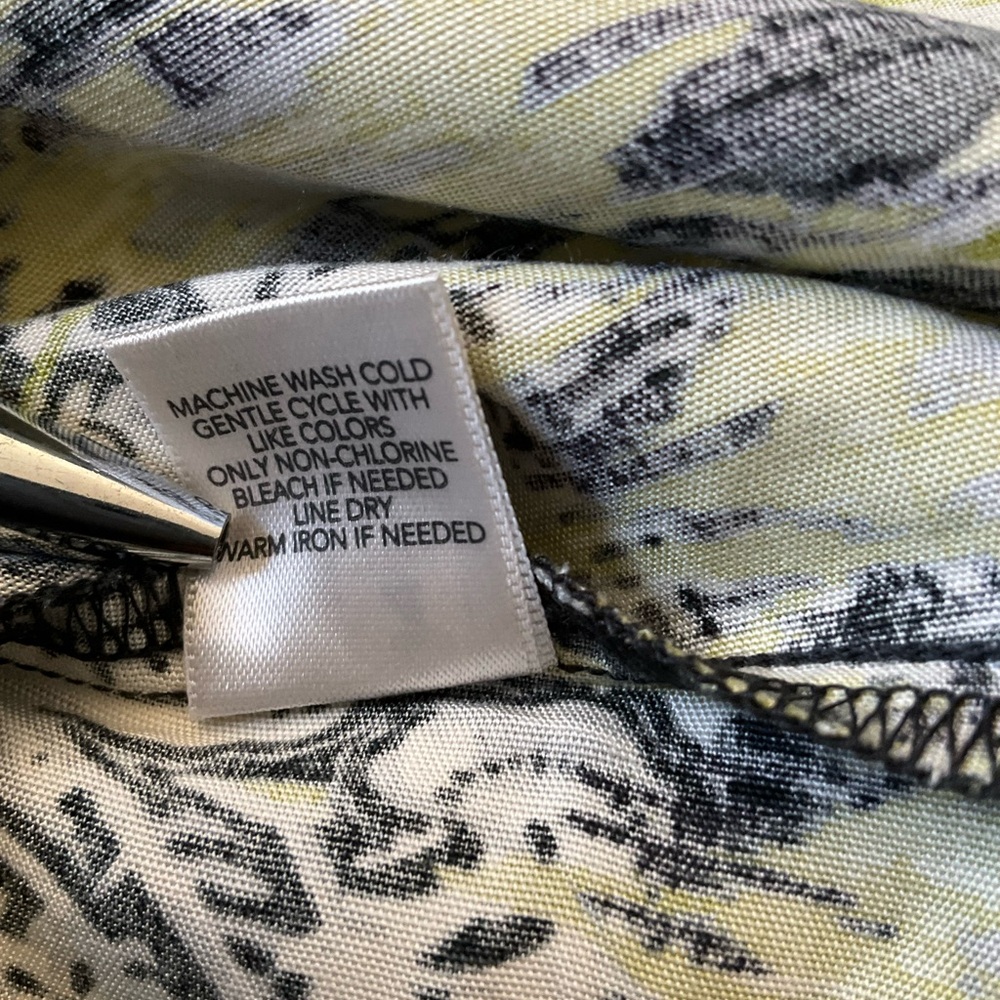 MACHINE WASH COLD
GENTLE CYCLE WITH
LIKE COLORS
ONLY NON-CHLORINE
BLEACH IF NEEDED
LINE DRY
WARM IRON IF NEEDED